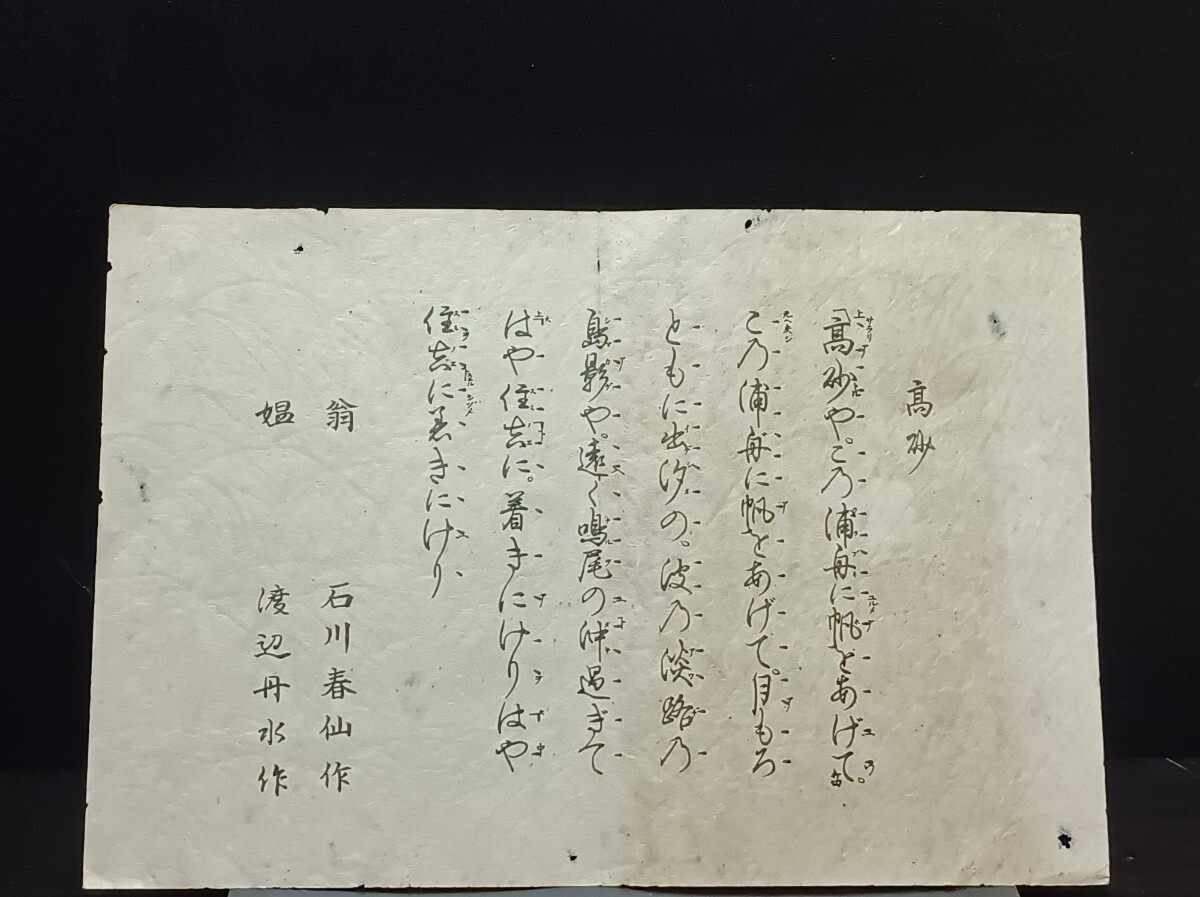 高砂
高砂や。この浦舟に帆をあげて。
この浦舟に帆をあげて。月もろ
ともに出汐の。波乃淡路乃
島影や。遠く鳴尾の沖過ぎて
はや住吉に。着きにけりはや
住吉に着きにけり
翁 石川春仙作
媼 渡辺丹水作